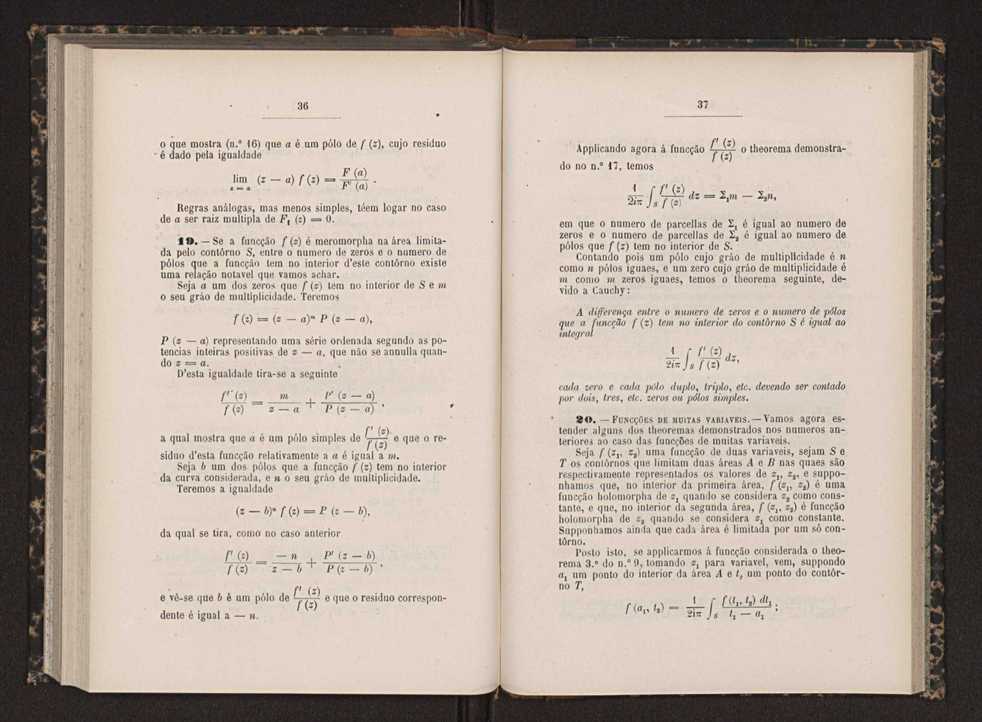 36
o que mostra (n.º 16) que a é um pólo de f (z), cujo residuo
é dado pela igualdade
lim (z — a) f (z) = F (a) / F' (a) .
z = a
Regras análogas, mas menos simples, téem logar no caso
de a ser raiz multipla de F₁ (z) = 0.
19. — Se a funcção f (z) é meromorpha na área limita-
da pelo contôrno S, entre o numero de zeros e o numero de
pólos que a funcção tem no interior d'este contôrno existe
uma relação notavel que vamos achar.
Seja a um dos zeros que f (z) tem no interior de S e m
o seu gráo de multiplicidade. Teremos
f (z) = (z — a)ᵐ P (z — a),
P (z — a) representando uma série ordenada segundo as po-
tencias inteiras positivas de z — a, que não se annulla quan-
do z = a.
D'esta igualdade tira-se a seguinte
f' (z) / f (z) = m / z — a + P' (z — a) / P (z — a) ,
a qual mostra que a é um pólo simples de f' (z) / f (z) e que o re-
siduo d'esta funcção relativamente a a é igual a m.
Seja b um dos pólos que a funcção f (z) tem no interior
da curva considerada, e n o seu gráo de multiplicidade.
Teremos a igualdade
(z — b)ⁿ f (z) = P (z — b),
da qual se tira, como no caso anterior
f' (z) / f (z) = — n / z — b + P' (z — b) / P (z — b) ,
e vê-se que b é um pólo de f' (z) / f (z) e que o residuo correspon-
dente é igual a — n.
37
Applicando agora á funcção f' (z) / f (z) o theorema demonstra-
do no n.º 17, temos
1 / 2iπ ∫S f' (z) / f (z) dz = Σ₁m — Σ₂n,
em que o numero de parcellas de Σ₁ é igual ao numero de
zeros e o numero de parcellas de Σ₂ é igual ao numero de
pólos que f (z) tem no interior de S.
Contando pois um pólo cujo gráo de multiplicidade é n
como n pólos iguaes, e um zero cujo gráo de multiplicidade é
m como m zeros iguaes, temos o theorema seguinte, de-
vido a Cauchy:
A differença entre o numero de zeros e o numero de pólos
que a funcção f (z) tem no interior do contôrno S é igual ao
integral
1 / 2iπ ∫S f' (z) / f (z) dz,
cada zero e cada pólo duplo, triplo, etc. devendo ser contado
por dois, tres, etc. zeros ou pólos simples.
20. — Funcções de muitas variaveis. — Vamos agora es-
tender alguns dos theoremas demonstrados nos numeros an-
teriores ao caso das funcções de muitas variaveis.
Seja f (z₁, z₂) uma funcção de duas variaveis, sejam S e
T os contôrnos que limitam duas áreas A e B nas quaes são
respectivamente representados os valores de z₁, z₂, e suppo-
nhamos que, no interior da primeira área, f (z₁, z₂) é uma
funcção holomorpha de z₁ quando se considera z₂ como cons-
tante, e que, no interior da segunda área, f (z₁, z₂) é funcção
holomorpha de z₂ quando se considera z₁ como constante.
Supponhamos ainda que cada área é limitada por um só con-
tôrno.
Posto isto, se applicarmos á funcção considerada o theo-
rema 3.º do n.º 9, tomando z₁ para variavel, vem, suppondo
a₁ um ponto do interior da área A e t₂ um ponto do contôr-
no T,
f (a₁, t₂) = 1 / 2iπ ∫S f (t₁, t₂) dt₁ / t₁ — a₁ ;